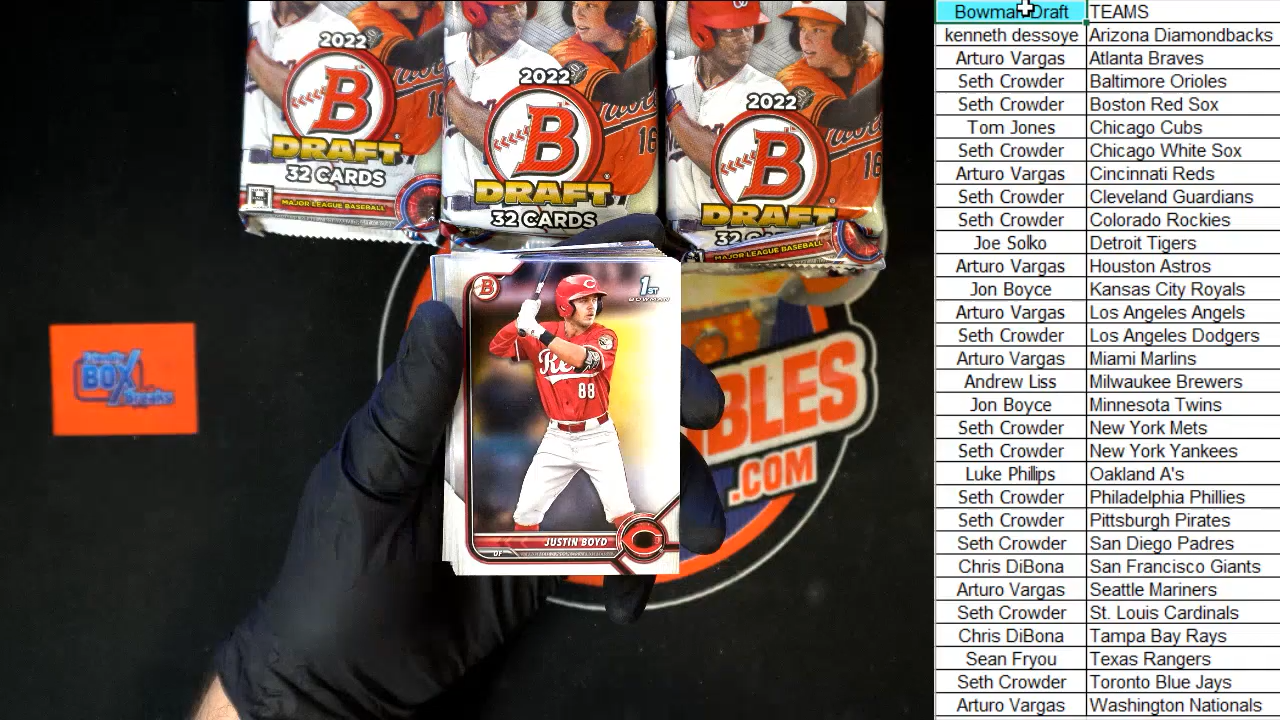 2022
B
DRAFT
32 CARDS
MAJOR LEAGUE BASEBALL
2022
B
DRAFT
32 CARDS
16
2022
B
DRAFT
MAJOR LEAGUE BASEBALL
16
BOX
B
1ST
BOWMAN
88
JUSTIN BOYD
OF
C
BLES
.COM
Bowman Draft TEAMS
kenneth dessoye Arizona Diamondbacks
Arturo Vargas Atlanta Braves
Seth Crowder Baltimore Orioles
Seth Crowder Boston Red Sox
Tom Jones Chicago Cubs
Seth Crowder Chicago White Sox
Arturo Vargas Cincinnati Reds
Seth Crowder Cleveland Guardians
Seth Crowder Colorado Rockies
Joe Solko Detroit Tigers
Arturo Vargas Houston Astros
Jon Boyce Kansas City Royals
Arturo Vargas Los Angeles Angels
Seth Crowder Los Angeles Dodgers
Arturo Vargas Miami Marlins
Andrew Liss Milwaukee Brewers
Jon Boyce Minnesota Twins
Seth Crowder New York Mets
Seth Crowder New York Yankees
Luke Philips Oakland A's
Seth Crowder Philadelphia Phillies
Seth Crowder Pittsburgh Pirates
Seth Crowder San Diego Padres
Chris DiBona San Francisco Giants
Arturo Vargas Seattle Mariners
Seth Crowder St. Louis Cardinals
Chris DiBona Tampa Bay Rays
Sean Fryou Texas Rangers
Seth Crowder Toronto Blue Jays
Arturo Vargas Washington Nationals